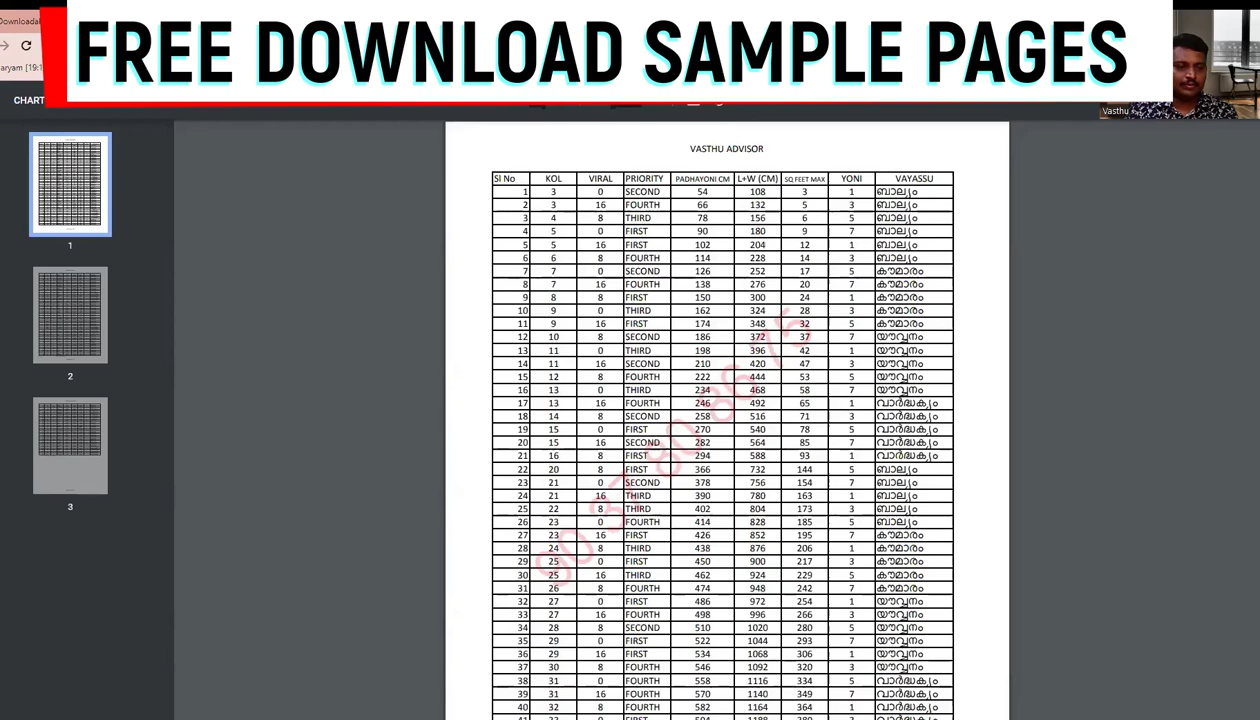 FREE DOWNLOAD SAMPLE PAGES
Downloada
aryam [19:1
CHART
Vasthu
1
2
3
VASTHU ADVISOR
Sl No KOL VIRAL PRIORITY PADHAYONI CM L+W (CM) SQ FEET MAX YONI VAYASSU
1 3 0 SECOND 54 108 3 1 ബാല്യം
2 3 16 FOURTH 66 132 5 3 ബാല്യം
3 4 8 THIRD 78 156 6 5 ബാല്യം
4 5 0 FIRST 90 180 9 7 ബാല്യം
5 5 16 FIRST 102 204 12 1 ബാല്യം
6 6 8 FOURTH 114 228 14 3 ബാല്യം
7 7 0 SECOND 126 252 17 5 കൗമാരം
8 7 16 FOURTH 138 276 20 7 കൗമാരം
9 8 8 FIRST 150 300 24 1 കൗമാരം
10 9 0 THIRD 162 324 28 3 കൗമാരം
11 9 16 FIRST 174 348 32 5 കൗമാരം
12 10 8 SECOND 186 372 37 7 യൗവ്വനം
13 11 0 THIRD 198 396 42 1 യൗവ്വനം
14 11 16 SECOND 210 420 47 3 യൗവ്വനം
15 12 8 FOURTH 222 444 53 5 യൗവ്വനം
16 13 0 THIRD 234 468 58 7 യൗവ്വനം
17 13 16 FOURTH 246 492 65 1 വാർദ്ധക്യം
18 14 8 SECOND 258 516 71 3 വാർദ്ധക്യം
19 15 0 FIRST 270 540 78 5 വാർദ്ധക്യം
20 15 16 SECOND 282 564 85 7 വാർദ്ധക്യം
21 16 8 FIRST 294 588 93 1 വാർദ്ധക്യം
22 20 8 FIRST 366 732 144 5 ബാല്യം
23 21 0 SECOND 378 756 154 7 ബാല്യം
24 21 16 THIRD 390 780 163 1 ബാല്യം
25 22 8 THIRD 402 804 173 3 ബാല്യം
26 23 0 FOURTH 414 828 185 5 ബാല്യം
27 23 16 FIRST 426 852 195 7 കൗമാരം
28 24 8 THIRD 438 876 206 1 കൗമാരം
29 25 0 FIRST 450 900 217 3 കൗമാരം
30 25 16 THIRD 462 924 229 5 കൗമാരം
31 26 8 FOURTH 474 948 242 7 കൗമാരം
32 27 0 FIRST 486 972 254 1 യൗവ്വനം
33 27 16 FOURTH 498 996 266 3 യൗവ്വനം
34 28 8 SECOND 510 1020 280 5 യൗവ്വനം
35 29 0 FIRST 522 1044 293 7 യൗവ്വനം
36 29 16 FIRST 534 1068 306 1 യൗവ്വനം
37 30 8 FOURTH 546 1092 320 3 യൗവ്വനം
38 31 0 FOURTH 558 1116 334 5 വാർദ്ധക്യം
39 31 16 FOURTH 570 1140 349 7 വാർദ്ധക്യം
40 32 8 FOURTH 582 1164 364 1 വാർദ്ധക്യം
90 37 80 86 75